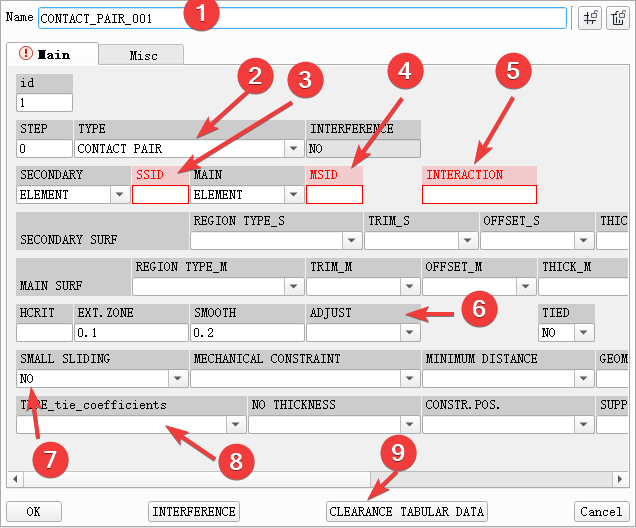 Name CONTACT_PAIR_001 1
Main Misc
2 3 4 5
id
1
STEP TYPE INTERFERENCE
0 CONTACT PAIR NO
SECONDARY SSID MAIN MSID INTERACTION
ELEMENT ELEMENT
REGION TYPE_S TRIM_S OFFSET_S THIC
SECONDARY SURF
REGION TYPE_M TRIM_M OFFSET_M THICK_M
MAIN SURF
HCRIT EXT.ZONE SMOOTH ADJUST 6 TIED
0.1 0.2 NO
SMALL SLIDING MECHANICAL CONSTRAINT MINIMUM DISTANCE GEOM
NO
TYPE_tie_coefficients NO THICKNESS CONSTR.POS. SUPP
7 8 9
OK INTERFERENCE CLEARANCE TABULAR DATA Cancel